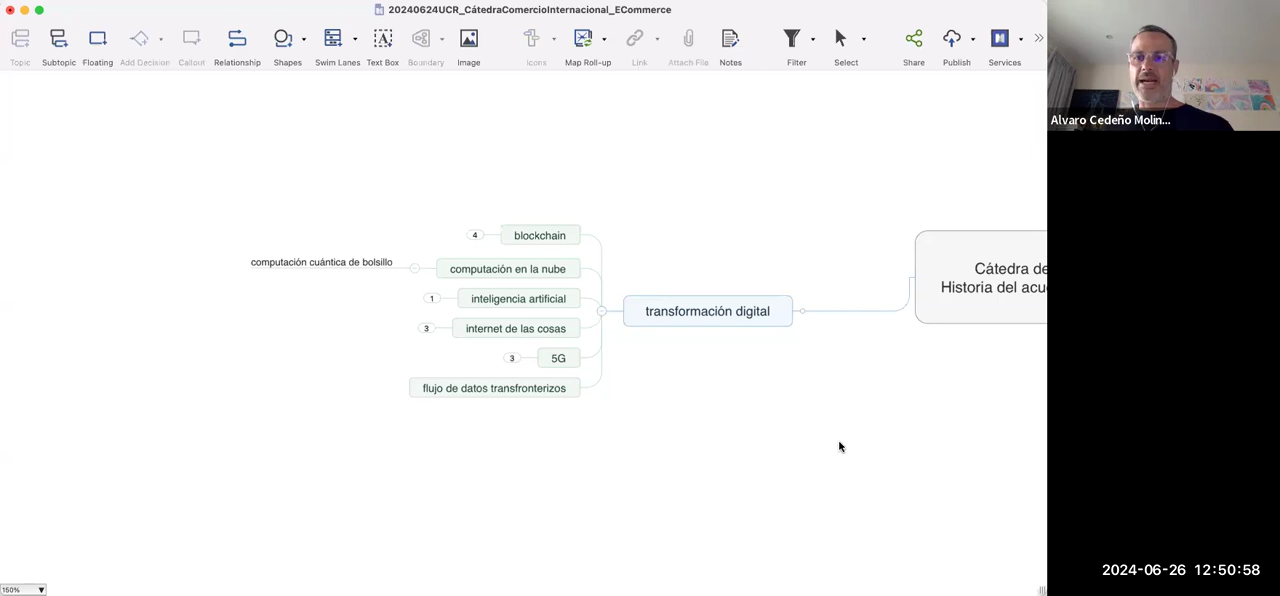 20240624UCR_CátedraComercioInternacional_ECommerce
Topic Subtopic Floating Add Decision Callout Relationship Shapes Swim Lanes Text Box Boundary Image Icons Map Roll-up Link Attach File Notes Filter Select Share Publish Services
Alvaro Cedeño Molin...
blockchain
4
computación en la nube
computación cuántica de bolsillo
inteligencia artificial
1
internet de las cosas
3
5G
3
flujo de datos transfronterizos
transformación digital
Cátedra de
Historia del acue
150%
2024-06-26 12:50:58